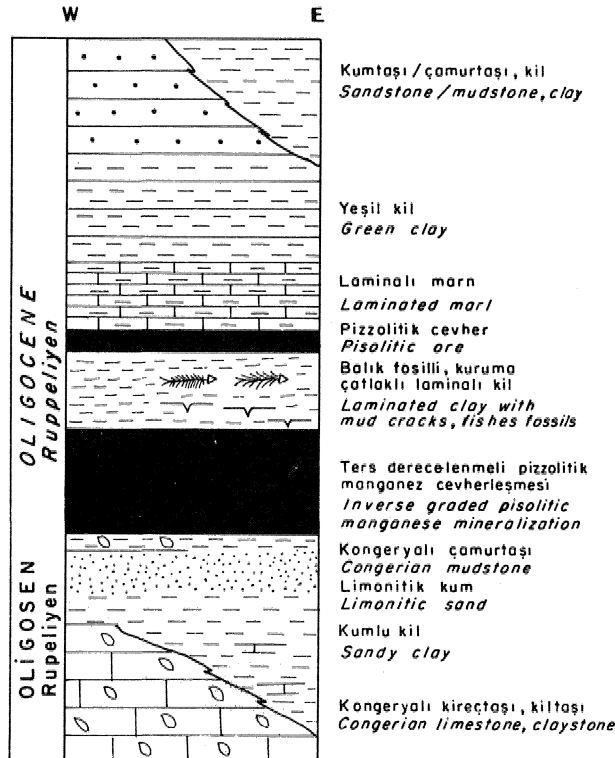 W E
Kumtaşı/çamurtaşı, kil
Sandstone/mudstone, clay
Yeşil kil
Green clay
Laminalı marn
Laminated marl
Pizzolitik cevher
Pisolitic ore
Balık fosilli, kuruma
çatlaklı laminalı kil
Laminated clay with
mud cracks, fishes fossils
Ters derecelenmeli pizzolitik
manganez cevherleşmesi
Inverse graded pisolitic
manganese mineralization
Kongeryalı çamurtaşı
Congerian mudstone
Limonitik kum
Limonitic sand
Kumlu kil
Sandy clay
Kongeryalı kireçtaşı, kiltaşı
Congerian limestone, claystone
OLIGOCENE
Ruppeliyen
OLİGOSEN
Rupeliyen